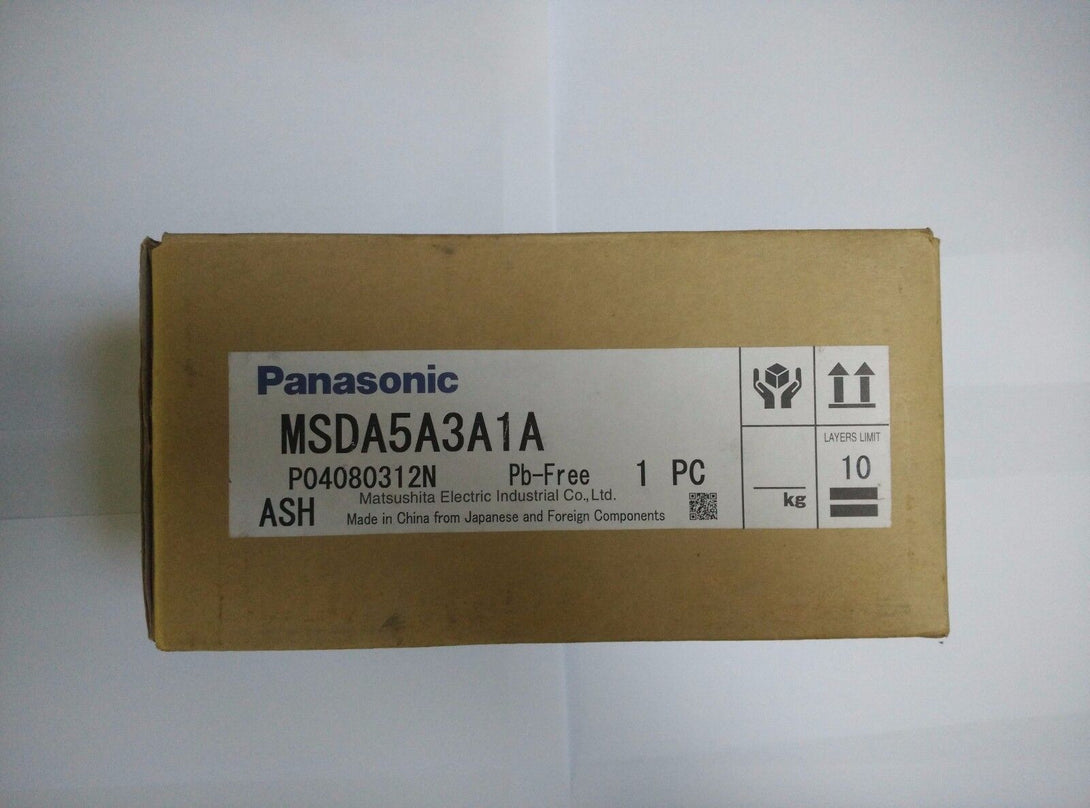 Panasonic
MSDA5A3A1A
P04080312N Pb-Free 1 PC
Matsushita Electric Industrial Co., Ltd.
ASH Made in China from Japanese and Foreign Components
kg
LAYERS LIMIT
10